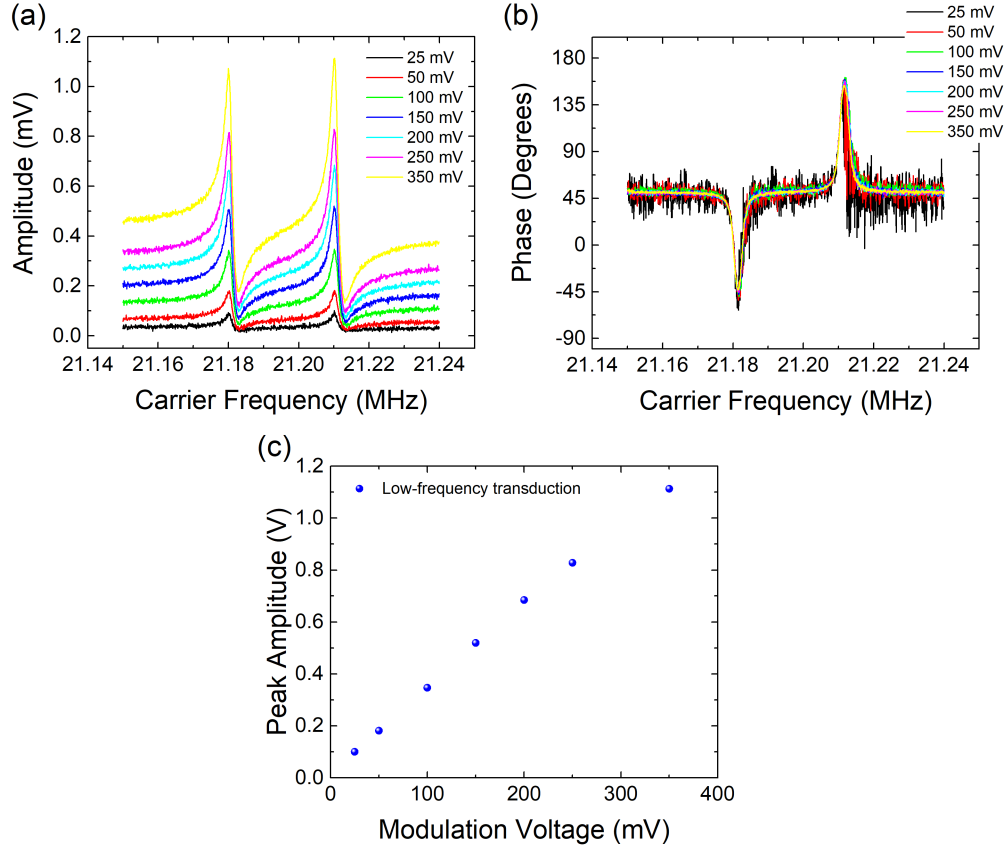 (a)
1.2
1.0
0.8
0.6
0.4
0.2
0.0
Amplitude (mV)
25 mV
50 mV
100 mV
150 mV
200 mV
250 mV
350 mV
21.14 21.16 21.18 21.20 21.22 21.24
Carrier Frequency (MHz)
(b)
180
135
90
45
0
-45
-90
Phase (Degrees)
25 mV
50 mV
100 mV
150 mV
200 mV
250 mV
350 mV
21.14 21.16 21.18 21.20 21.22 21.24
Carrier Frequency (MHz)
(c)
1.2
1.0
0.8
0.6
0.4
0.2
0.0
Peak Amplitude (V)
Low-frequency transduction
0 100 200 300 400
Modulation Voltage (mV)